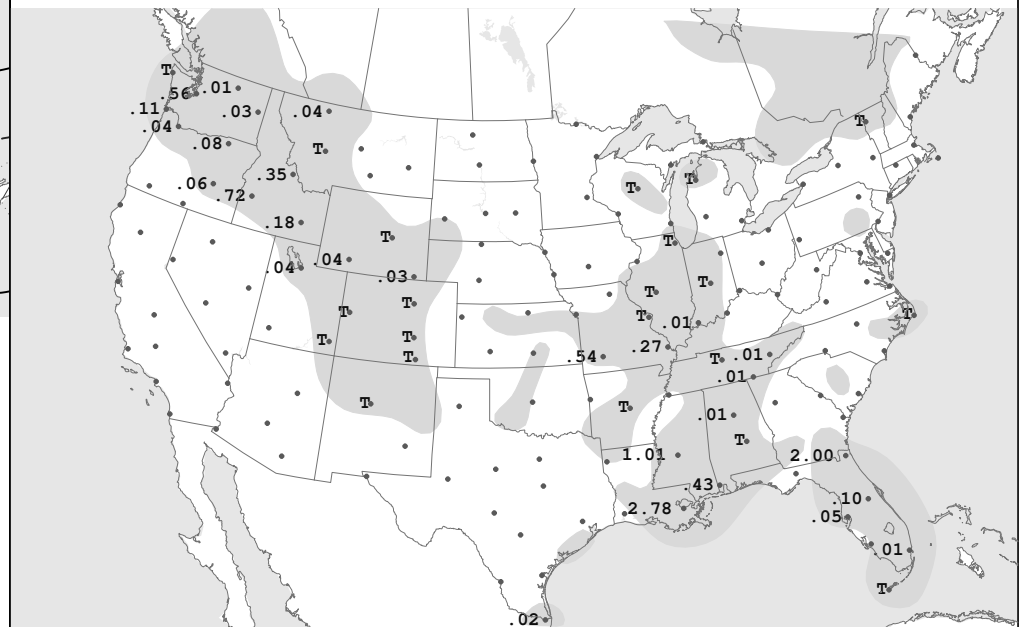 T
.56 .01
.11 .03 .04
.04
T
.08 T
.35
.06 T T
.72
.18
T T
.04 .04
.03
T T
T T T T
.01
T T .27
.54 T .01
T
.01
T T
.01
T
1.01 2.00
.43
2.78 .10
.05
.01
T
.02